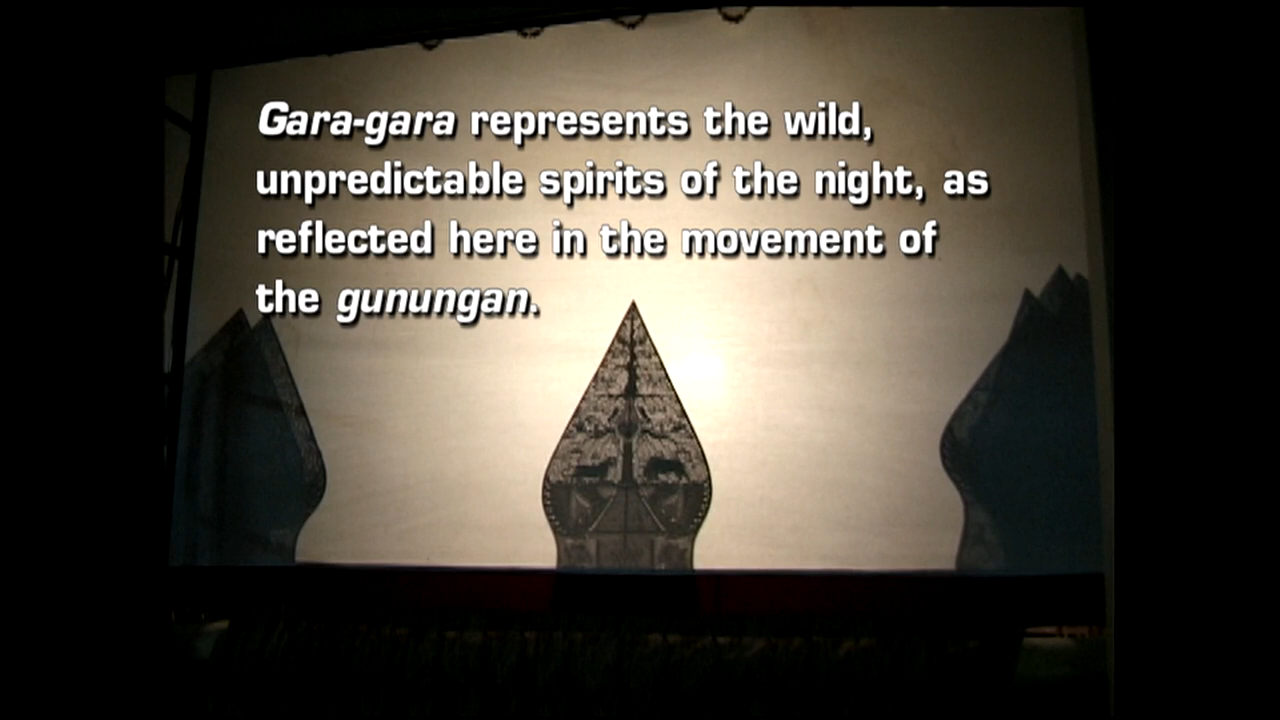 Gara-gara represents the wild,
unpredictable spirits of the night, as
reflected here in the movement of
the gunungan.